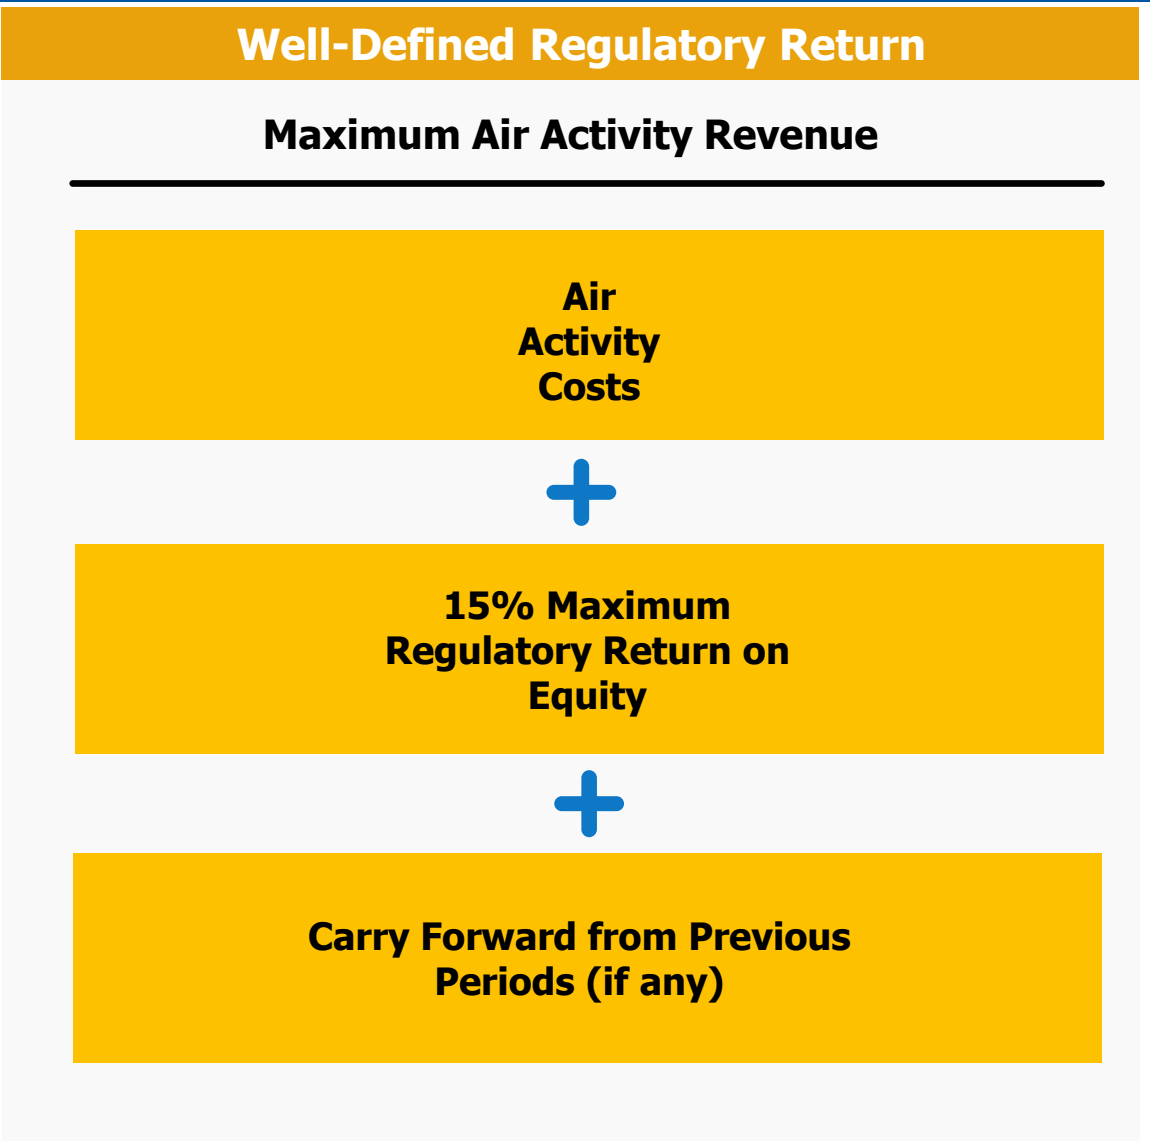 Well-Defined Regulatory Return
Maximum Air Activity Revenue
Air
Activity
Costs
15% Maximum
Regulatory Return on
Equity
Carry Forward from Previous
Periods (if any)